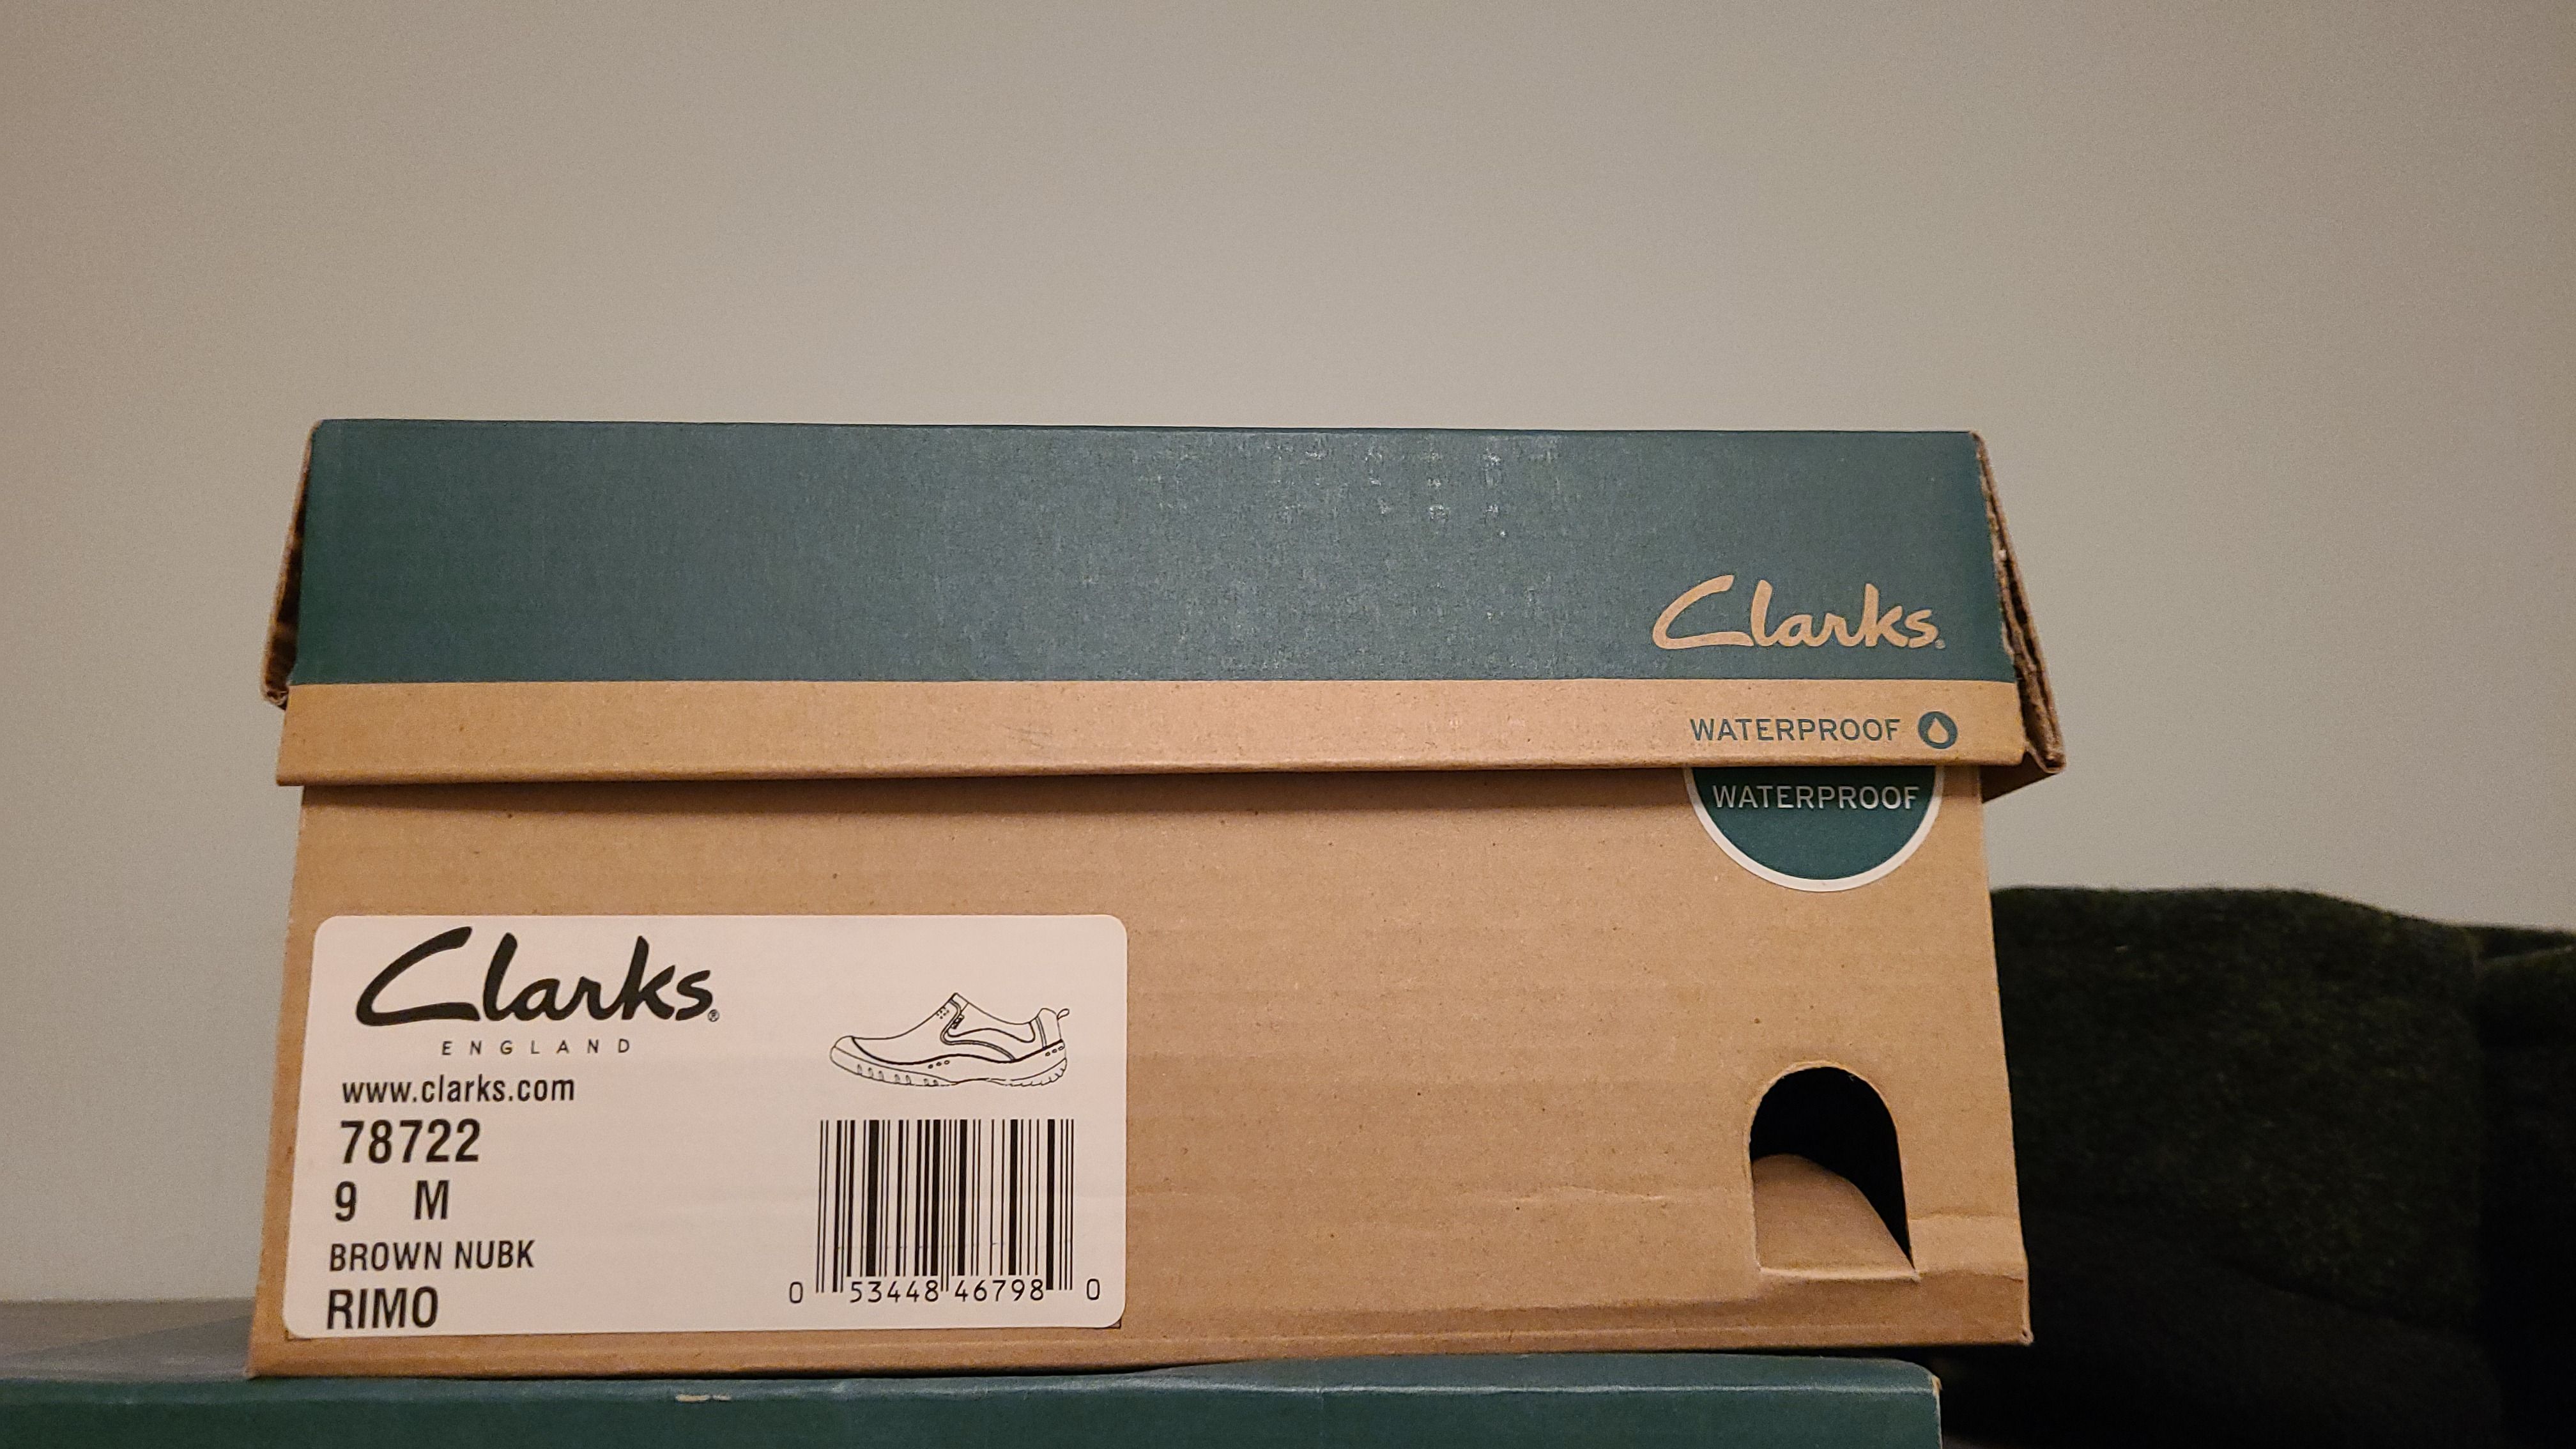 Clarks
WATERPROOF
WATERPROOF
Clarks®
ENGLAND
www.clarks.com
78722
9 M
BROWN NUBK
RIMO
0 53448 46798 0